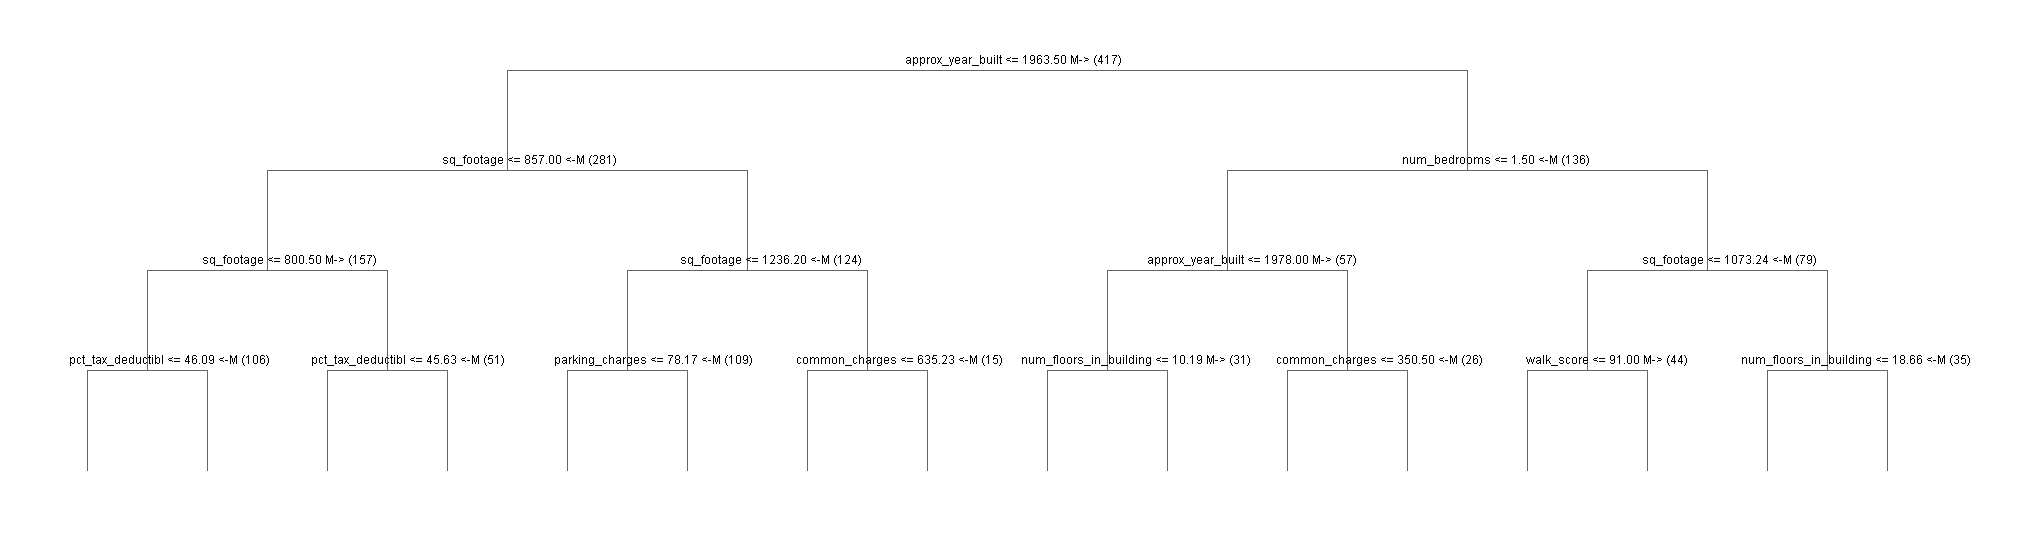 approx_year_built <= 1963.50 M-> (417)
sq_footage <= 857.00 <-M (281)
num_bedrooms <= 1.50 <-M (136)
sq_footage <= 800.50 M-> (157)
sq_footage <= 1236.20 <-M (124)
approx_year_built <= 1978.00 M-> (57)
sq_footage <= 1073.24 <-M (79)
pct_tax_deductibl <= 46.09 <-M (106)
pct_tax_deductibl <= 45.63 <-M (51)
parking_charges <= 78.17 <-M (109)
common_charges <= 635.23 <-M (15)
num_floors_in_building <= 10.19 M-> (31)
common_charges <= 350.50 <-M (26)
walk_score <= 91.00 M-> (44)
num_floors_in_building <= 18.66 <-M (35)